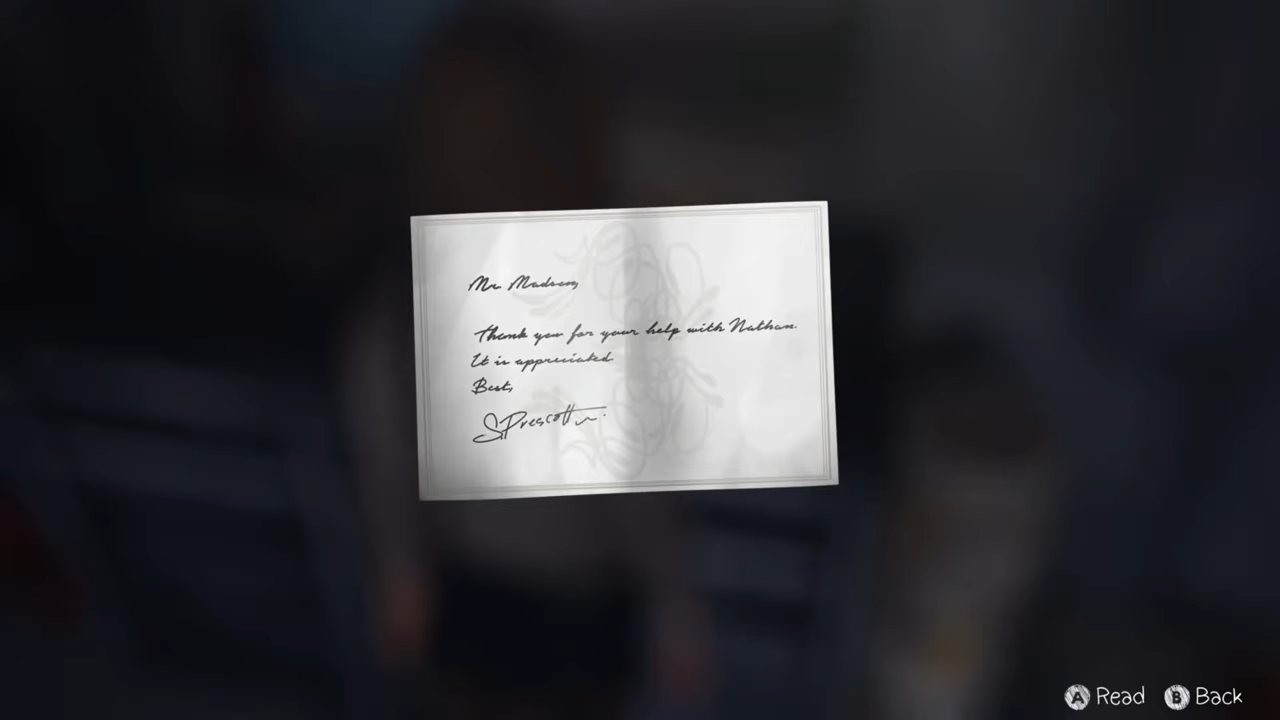 Mr Madsen,
Thank you for your help with Nathan.
It is appreciated
Best,
S.Prescott
A Read B Back